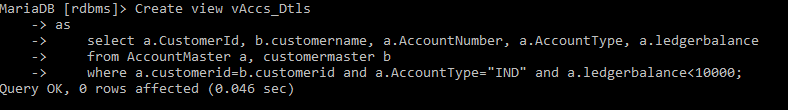 MariaDB [rdbms]> Create view vAccs_Dtls
    -> as
    ->     select a.CustomerId, b.customername, a.AccountNumber, a.AccountType, a.ledgerbalance
    ->     from AccountMaster a, customermaster b
    ->     where a.customerid=b.customerid and a.AccountType="IND" and a.ledgerbalance<10000;
Query OK, 0 rows affected (0.046 sec)